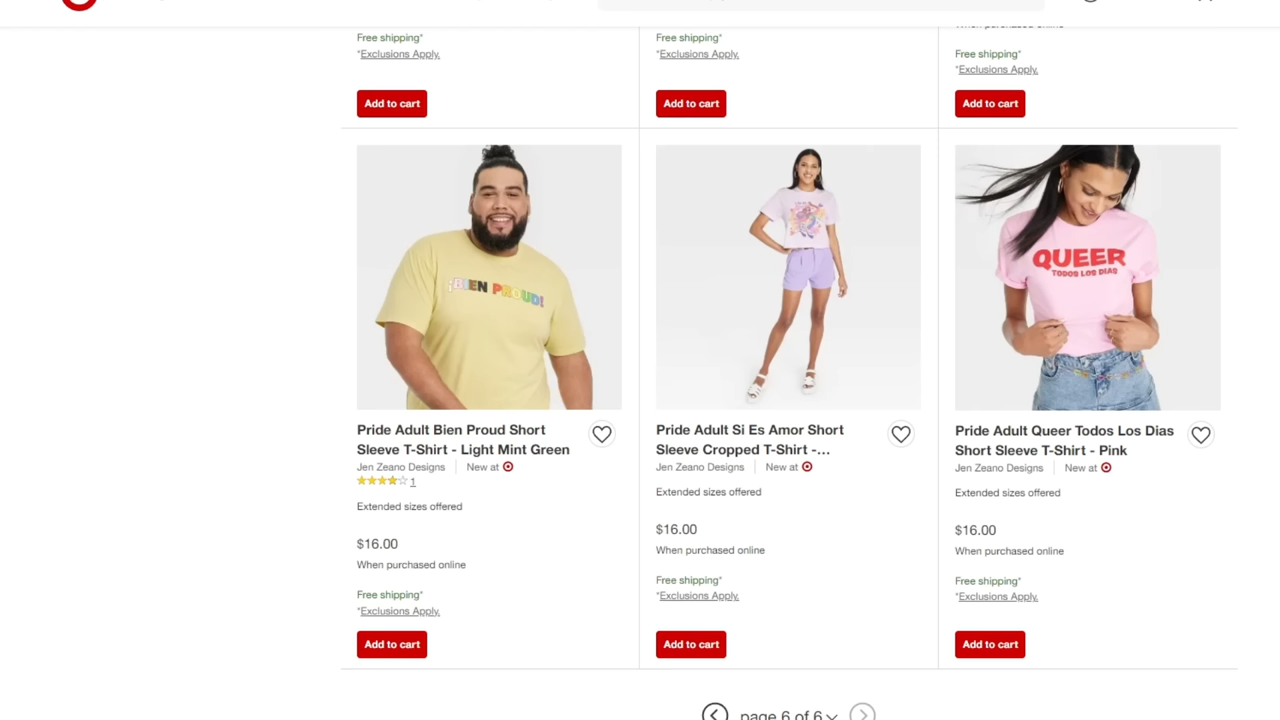 Free shipping*
*Exclusions Apply.
Add to cart
Free shipping*
*Exclusions Apply.
Add to cart
When purchased online
Free shipping*
*Exclusions Apply.
Add to cart
¡BIEN PROUD!
Pride Adult Bien Proud Short
Sleeve T-Shirt - Light Mint Green
Jen Zeano Designs
New at
1
Extended sizes offered
$16.00
When purchased online
Free shipping*
*Exclusions Apply.
Add to cart
Pride Adult Si Es Amor Short
Sleeve Cropped T-Shirt -...
Jen Zeano Designs
New at
Extended sizes offered
$16.00
When purchased online
Free shipping*
*Exclusions Apply.
Add to cart
QUEER
TODOS LOS DIAS
Pride Adult Queer Todos Los Dias
Short Sleeve T-Shirt - Pink
Jen Zeano Designs
New at
Extended sizes offered
$16.00
When purchased online
Free shipping*
*Exclusions Apply.
Add to cart
page 6 of 6